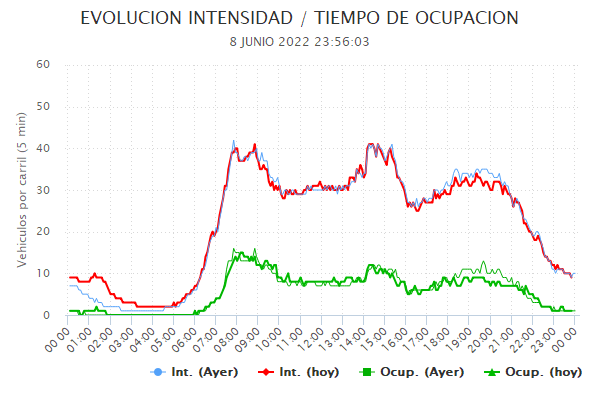 EVOLUCION INTENSIDAD / TIEMPO DE OCUPACION
8 JUNIO 2022 23:56:03
Vehiculos por carril (5 min)
60
50
40
30
20
10
0
00:00 01:00 02:00 03:00 04:00 05:00 06:00 07:00 08:00 09:00 10:00 11:00 12:00 13:00 14:00 15:00 16:00 17:00 18:00 19:00 20:00 21:00 22:00 23:00 00:00
Int. (Ayer) Int. (hoy) Ocup. (Ayer) Ocup. (hoy)